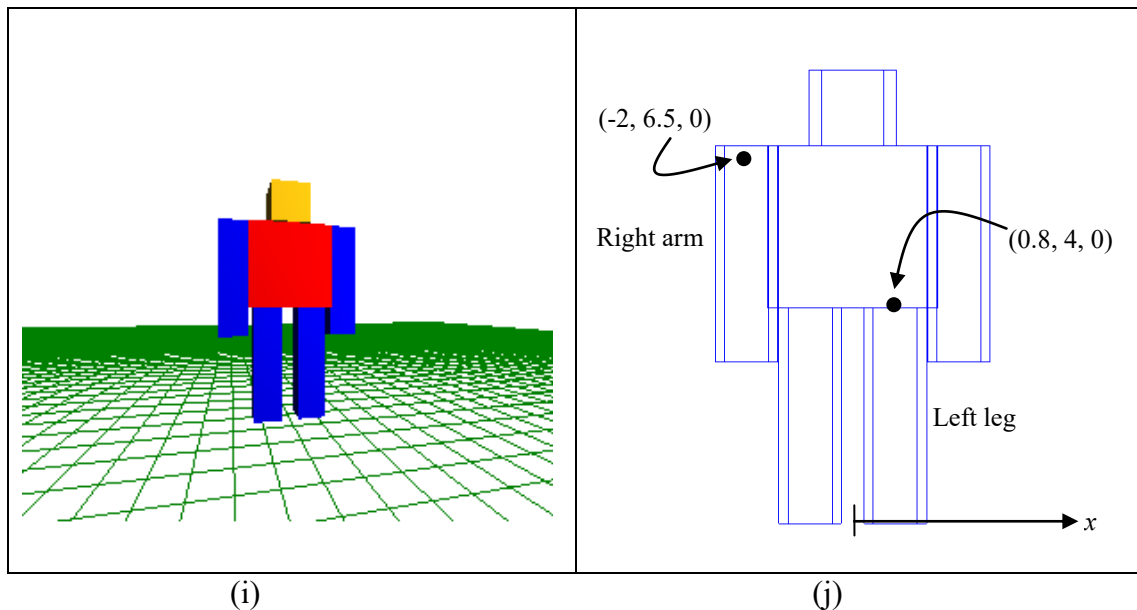 (-2, 6.5, 0)
Right arm
(0.8, 4, 0)
Left leg
x
(i)
(j)